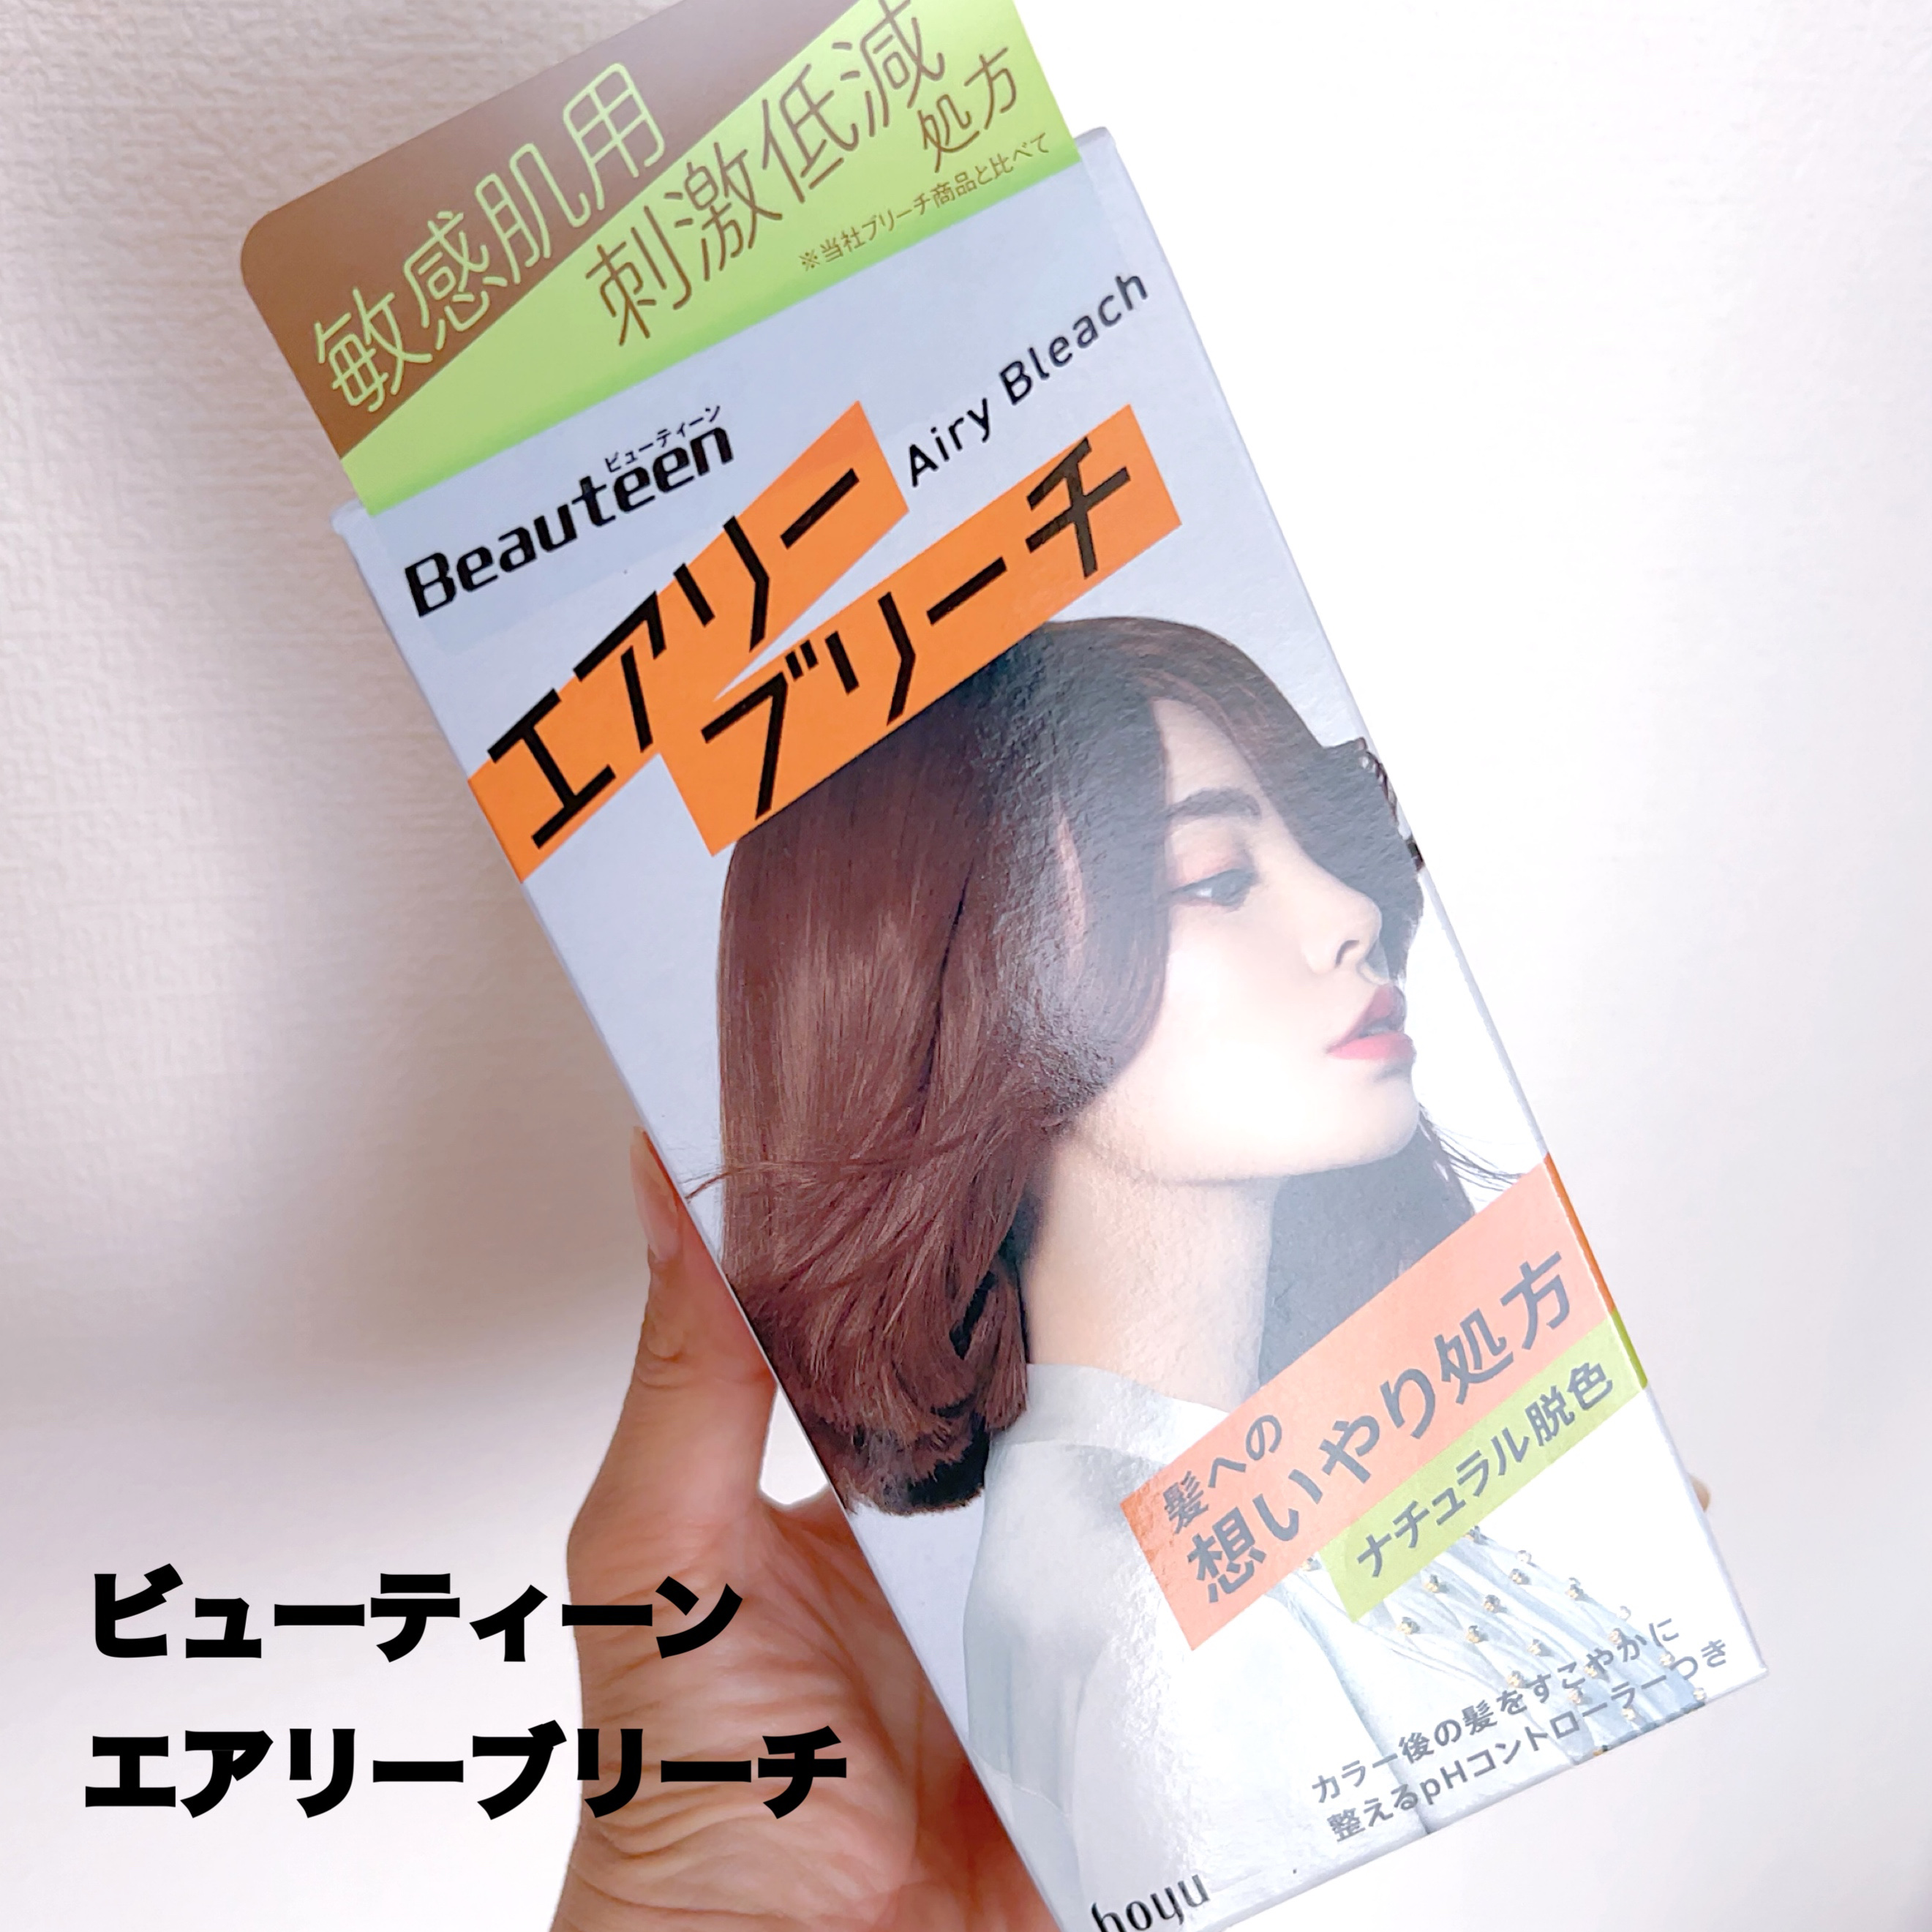 敏感肌用
刺激低減
処方
※当社ブリーチ商品と比べて
ビューティーン
Beauteen
Airy Bleach
エアリー
ブリーチ
髪への
想いやり処方
ナチュラル脱色
カラー後の髪をすこやかに
整えるpHコントローラーつき
hoyu
ビューティーン
エアリーブリーチ